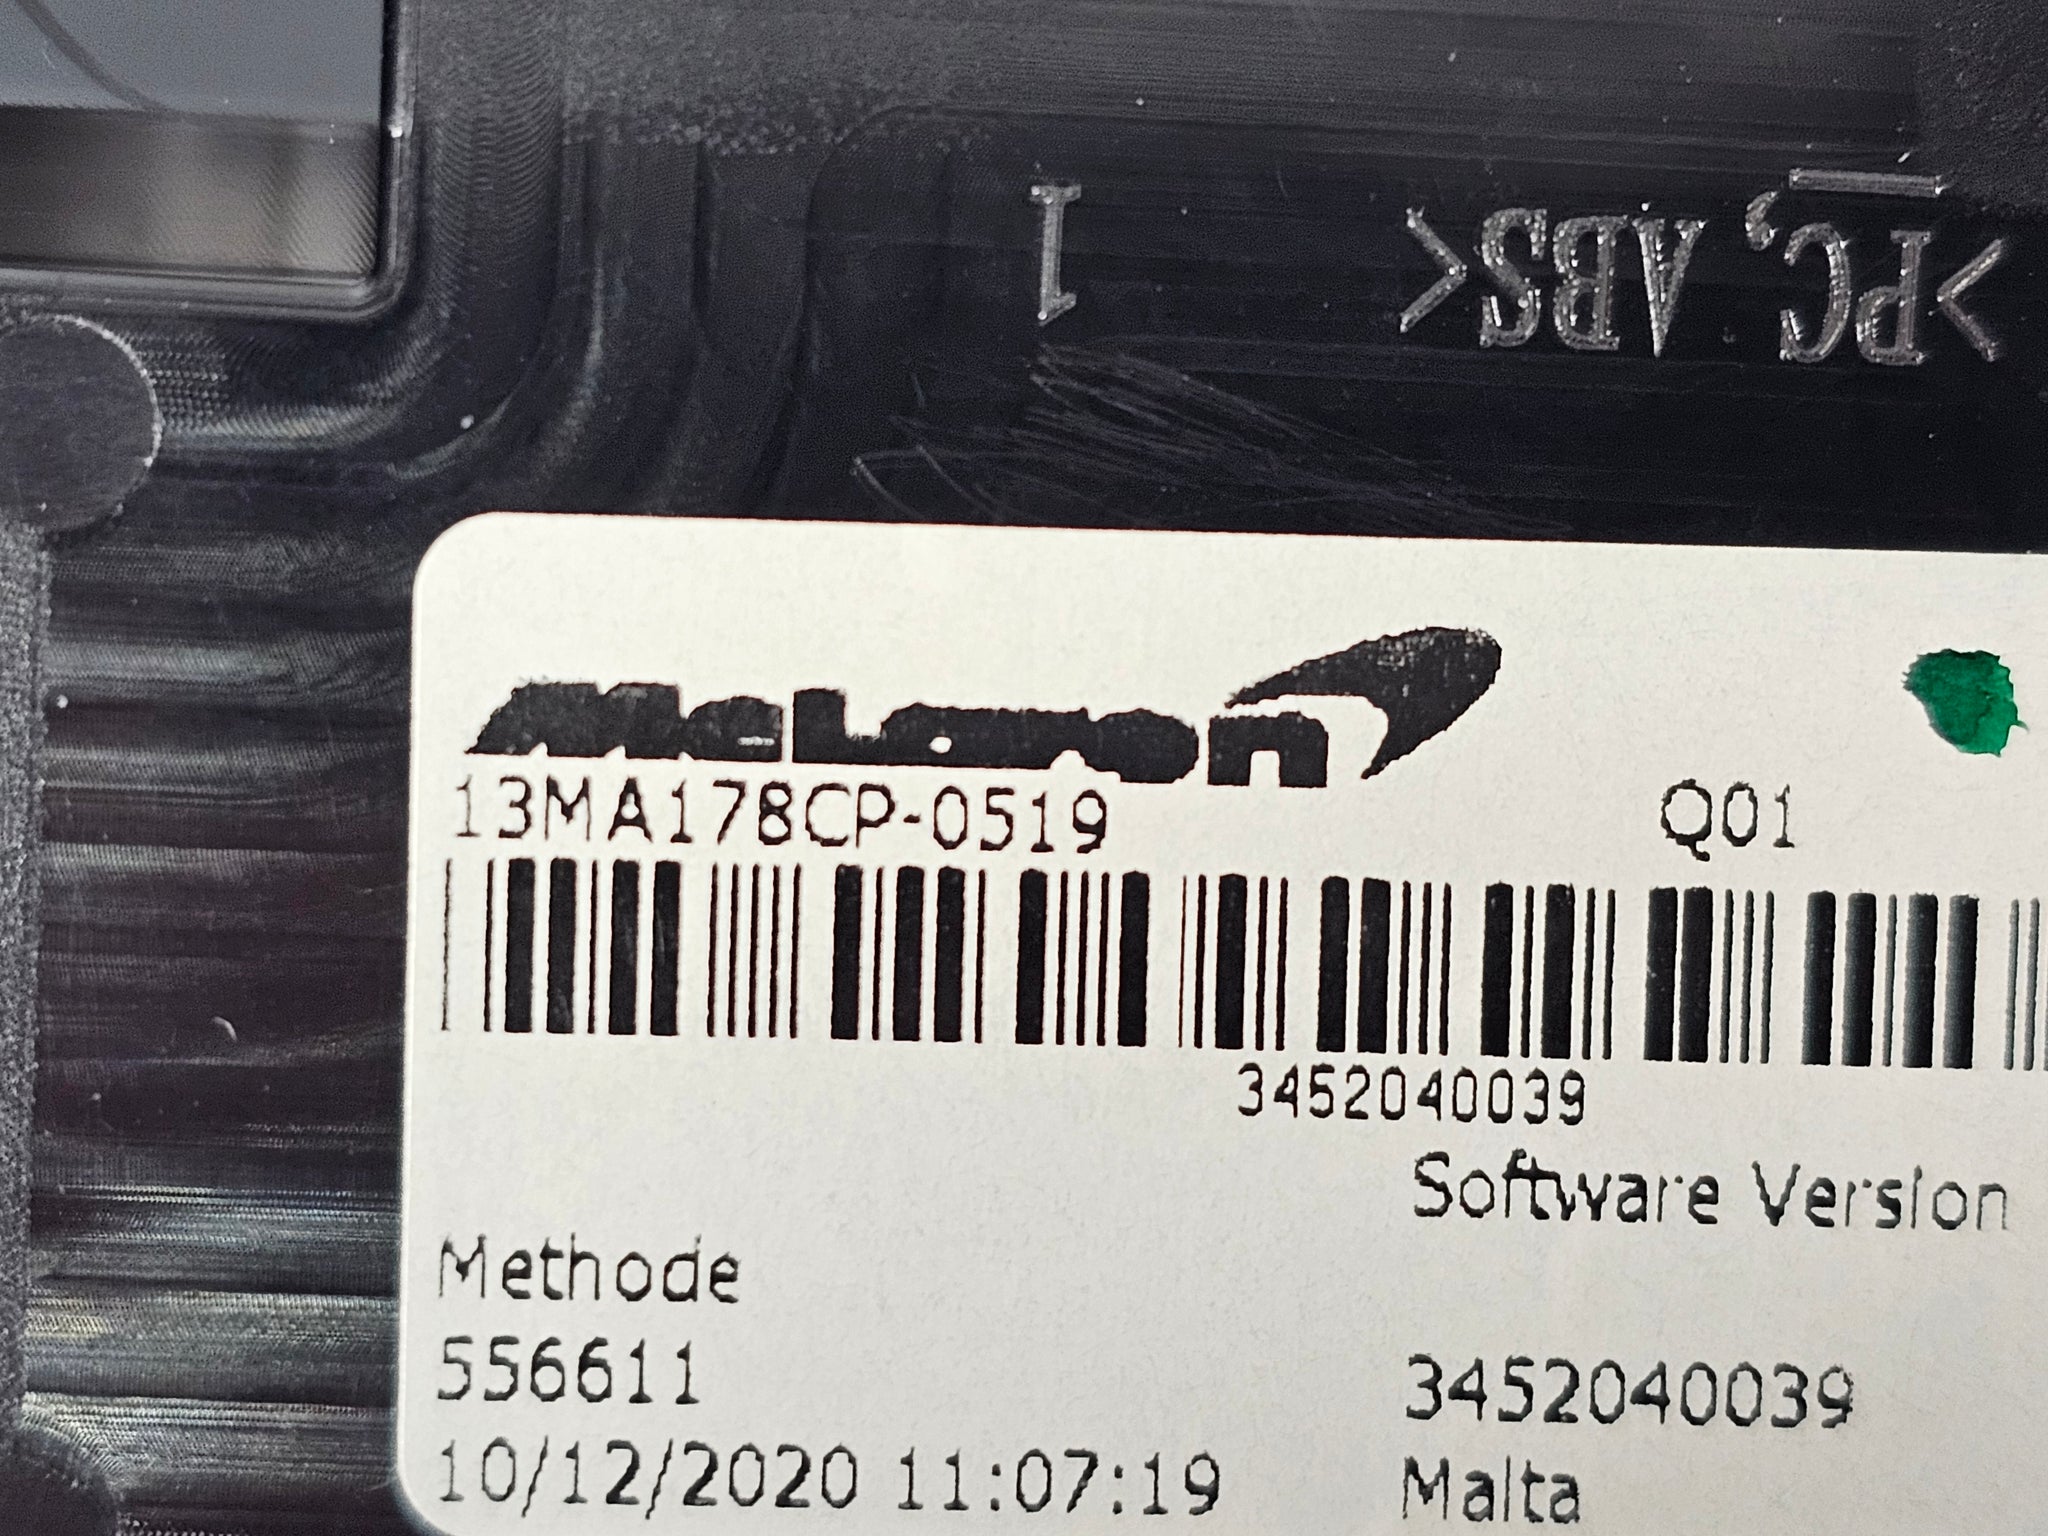 >PC, ABS<
1
McLaren
13MA178CP-0519 Q01
3452040039
Software Version
Methode
556611 3452040039
10/12/2020 11:07:19 Malta